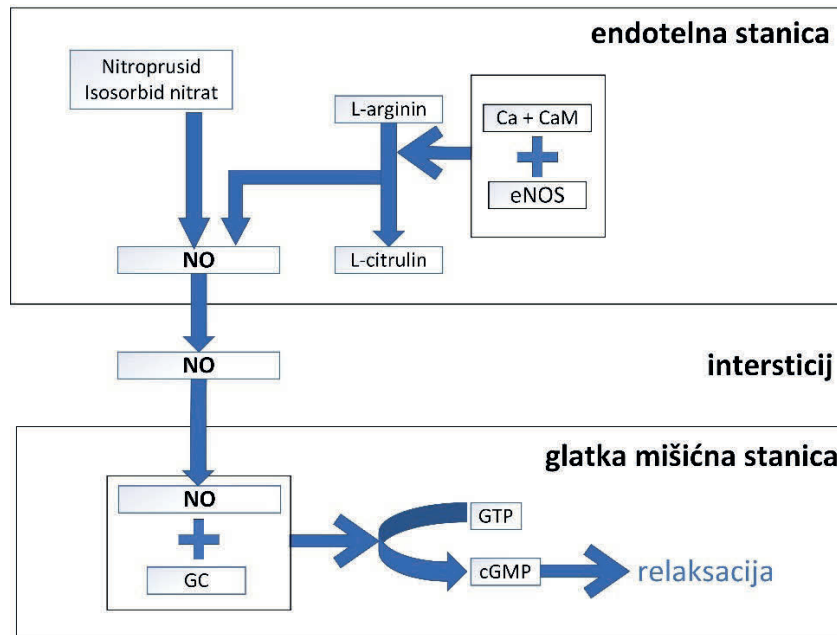 endotelna stanica
Nitroprusid
Isosorbid nitrat
L-arginin
Ca + CaM
eNOS
NO
L-citrulin
NO
intersticij
glatka mišićna stanica
NO
GC
GTP
cGMP
relaksacija